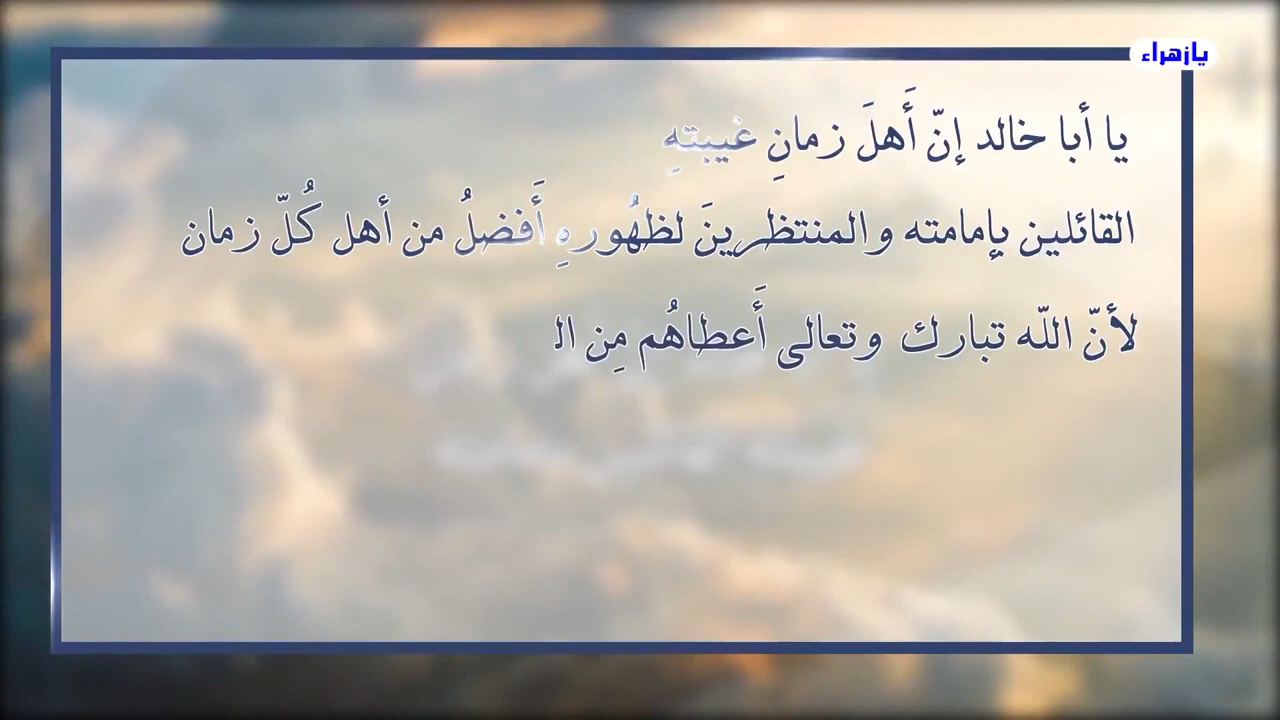 يازهراء
يا أبا خالد إنّ أَهلَ زمانِ غيبتهِ
القائلين بإمامته والمنتظرينَ لظهُورهِ أَفضلُ من أهل كُلّ زمان
لأنّ اللّه تبارك وتعالى أَعطاهُم مِن ال